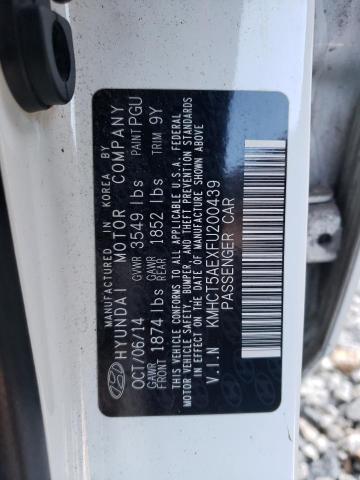 MANUFACTURED IN KOREA BY
HYUNDAI MOTOR COMPANY
OCT/06/14 GVWR 3549 lbs PAINT PGU
GAWR FRONT 1874 lbs GAWR REAR 1852 lbs TRIM 9Y
THIS VEHICLE CONFORMS TO ALL APPLICABLE U.S.A. FEDERAL
MOTOR VEHICLE SAFETY, BUMPER, AND THEFT PREVENTION STANDARDS
IN EFFECT ON THE DATE OF MANUFACTURE SHOWN ABOVE
V.I.N KMHCT5AEXFU200439
PASSENGER CAR